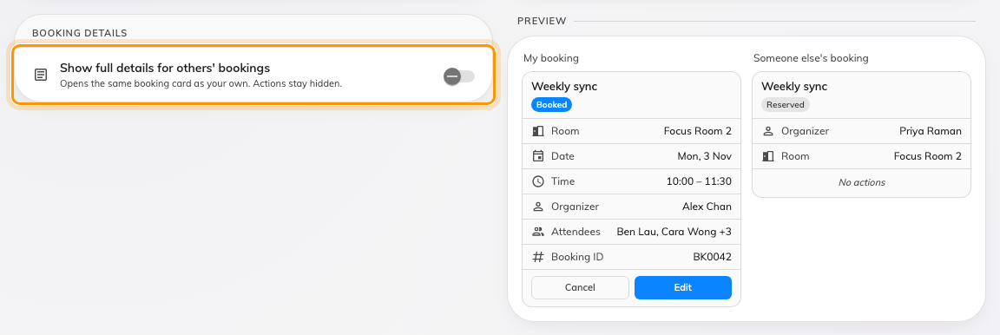 BOOKING DETAILS
Show full details for others' bookings
Opens the same booking card as your own. Actions stay hidden.
PREVIEW
My booking
Weekly sync
Booked
Room Focus Room 2
Date Mon, 3 Nov
Time 10:00 – 11:30
Organizer Alex Chan
Attendees Ben Lau, Cara Wong +3
Booking ID BK0042
Cancel Edit
Someone else's booking
Weekly sync
Reserved
Organizer Priya Raman
Room Focus Room 2
No actions